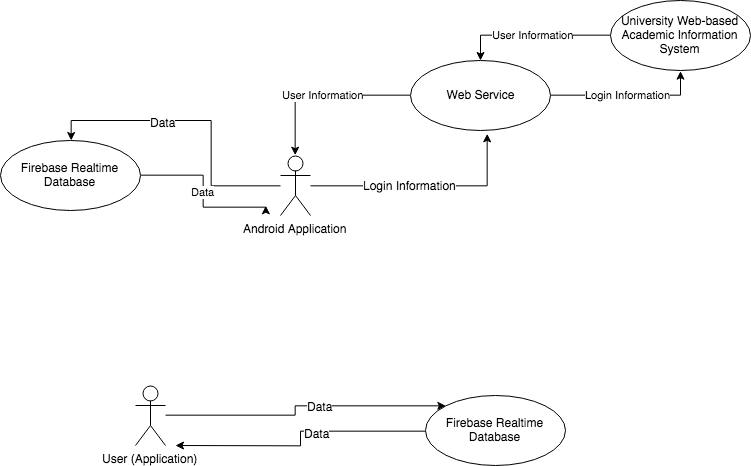 University Web-based
Academic Information
System
User Information
Web Service
User Information
Login Information
Data
Firebase Realtime
Database
Login Information
Data
Android Application
Data
Firebase Realtime
Database
Data
User (Application)